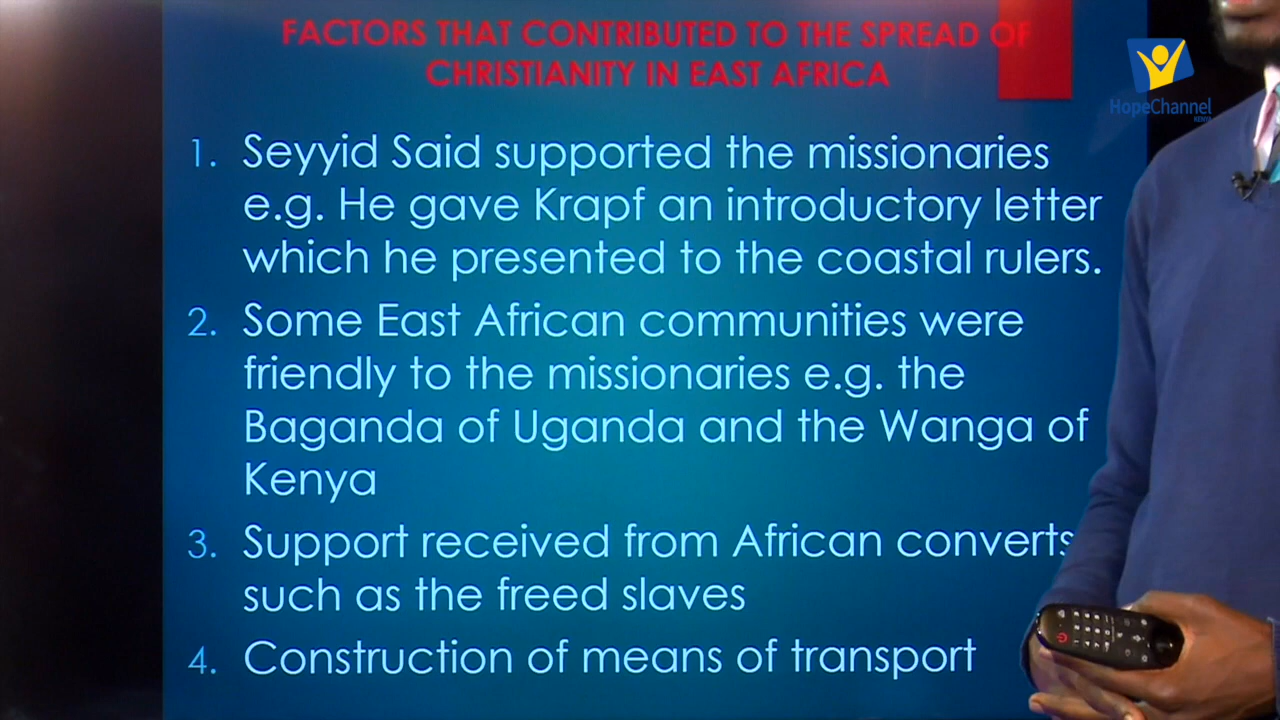 FACTORS THAT CONTRIBUTED TO THE SPREAD OF
CHRISTIANITY IN EAST AFRICA
HopeChannel
KENYA
1. Seyyid Said supported the missionaries
e.g. He gave Krapf an introductory letter
which he presented to the coastal rulers.
2. Some East African communities were
friendly to the missionaries e.g. the
Baganda of Uganda and the Wanga of
Kenya
3. Support received from African converts
such as the freed slaves
4. Construction of means of transport